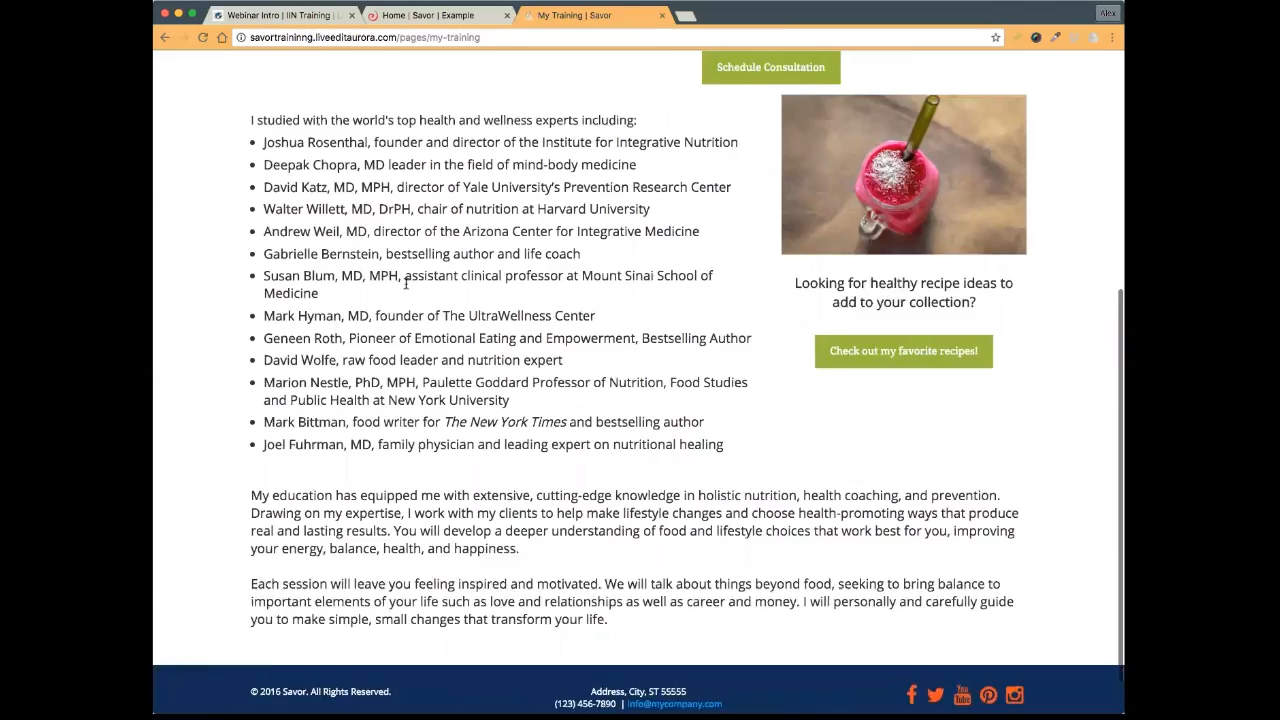 Webinar Intro | IIN Training |
Home | Savor | Example
My Training | Savor
Alex
savortraininng.liveeditaurora.com/pages/my-training
Schedule Consultation
I studied with the world's top health and wellness experts including:
Joshua Rosenthal, founder and director of the Institute for Integrative Nutrition
Deepak Chopra, MD leader in the field of mind-body medicine
David Katz, MD, MPH, director of Yale University's Prevention Research Center
Walter Willett, MD, DrPH, chair of nutrition at Harvard University
Andrew Weil, MD, director of the Arizona Center for Integrative Medicine
Gabrielle Bernstein, bestselling author and life coach
Susan Blum, MD, MPH, assistant clinical professor at Mount Sinai School of
Medicine
Mark Hyman, MD, founder of The UltraWellness Center
Geneen Roth, Pioneer of Emotional Eating and Empowerment, Bestselling Author
David Wolfe, raw food leader and nutrition expert
Marion Nestle, PhD, MPH, Paulette Goddard Professor of Nutrition, Food Studies
and Public Health at New York University
Mark Bittman, food writer for The New York Times and bestselling author
Joel Fuhrman, MD, family physician and leading expert on nutritional healing
Looking for healthy recipe ideas to
add to your collection?
Check out my favorite recipes!
My education has equipped me with extensive, cutting-edge knowledge in holistic nutrition, health coaching, and prevention.
Drawing on my expertise, I work with my clients to help make lifestyle changes and choose health-promoting ways that produce
real and lasting results. You will develop a deeper understanding of food and lifestyle choices that work best for you, improving
your energy, balance, health, and happiness.
Each session will leave you feeling inspired and motivated. We will talk about things beyond food, seeking to bring balance to
important elements of your life such as love and relationships as well as career and money. I will personally and carefully guide
you to make simple, small changes that transform your life.
© 2016 Savor. All Rights Reserved.
Address, City, ST 55555
(123) 456-7890 | info@mycompany.com
You
Tube